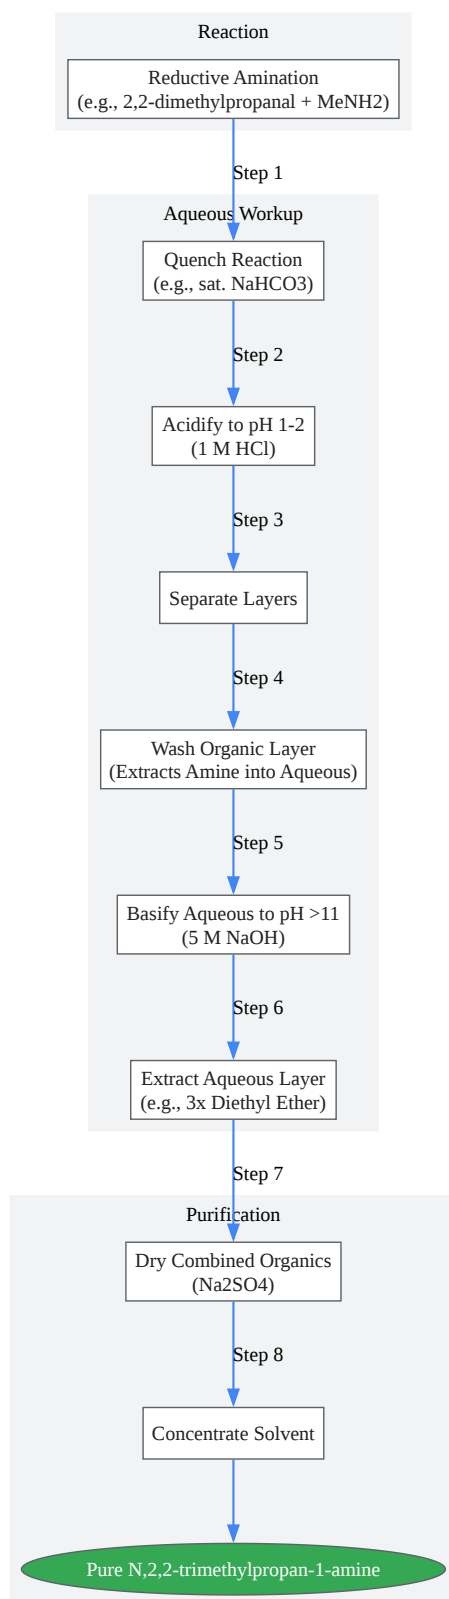 Reaction
Reductive Amination
(e.g., 2,2-dimethylpropanal + MeNH2)
Step 1
Aqueous Workup
Quench Reaction
(e.g., sat. NaHCO3)
Step 2
Acidify to pH 1-2
(1 M HCl)
Step 3
Separate Layers
Step 4
Wash Organic Layer
(Extracts Amine into Aqueous)
Step 5
Basify Aqueous to pH >11
(5 M NaOH)
Step 6
Extract Aqueous Layer
(e.g., 3x Diethyl Ether)
Step 7
Purification
Dry Combined Organics
(Na2SO4)
Step 8
Concentrate Solvent
Pure N,2,2-trimethylpropan-1-amine